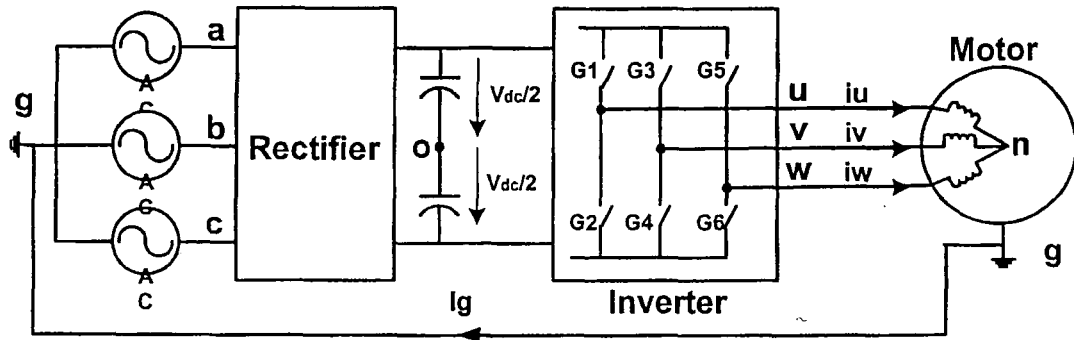 a
AC
g
b
AC
c
AC
Rectifier
Vdc/2
o
Vdc/2
G1 G3 G5
G2 G4 G6
Inverter
u iu
v iv
w iw
Motor
n
g
Ig